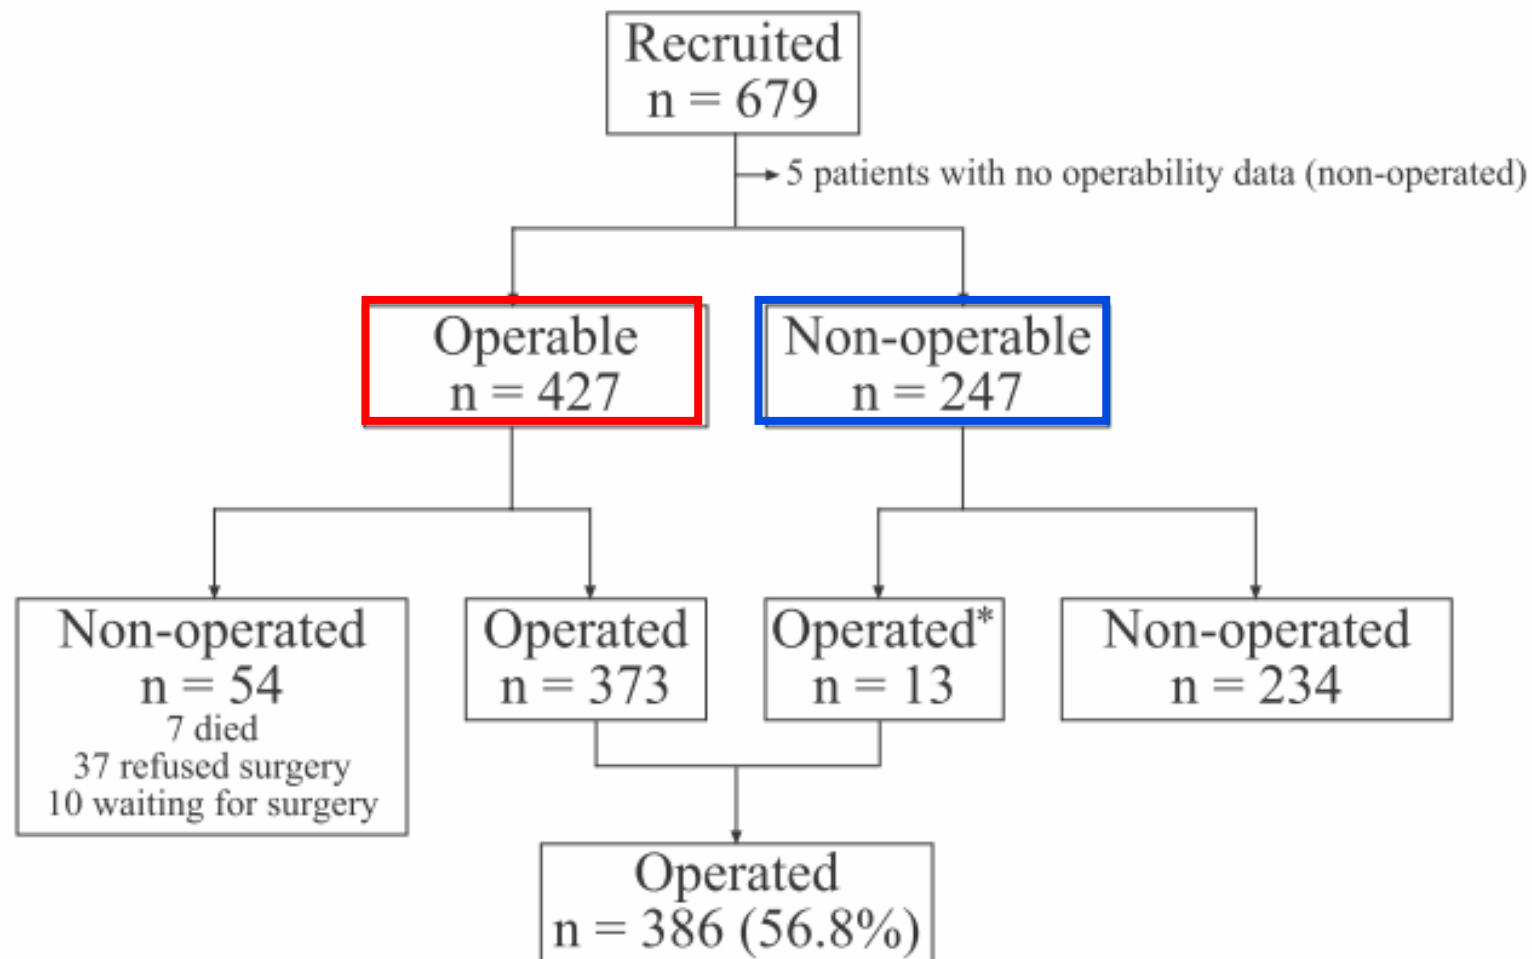 Recruited
n = 679
5 patients with no operability data (non-operated)
Operable
n = 427
Non-operable
n = 247
Non-operated
n = 54
7 died
37 refused surgery
10 waiting for surgery
Operated
n = 373
Operated*
n = 13
Non-operated
n = 234
Operated
n = 386 (56.8%)